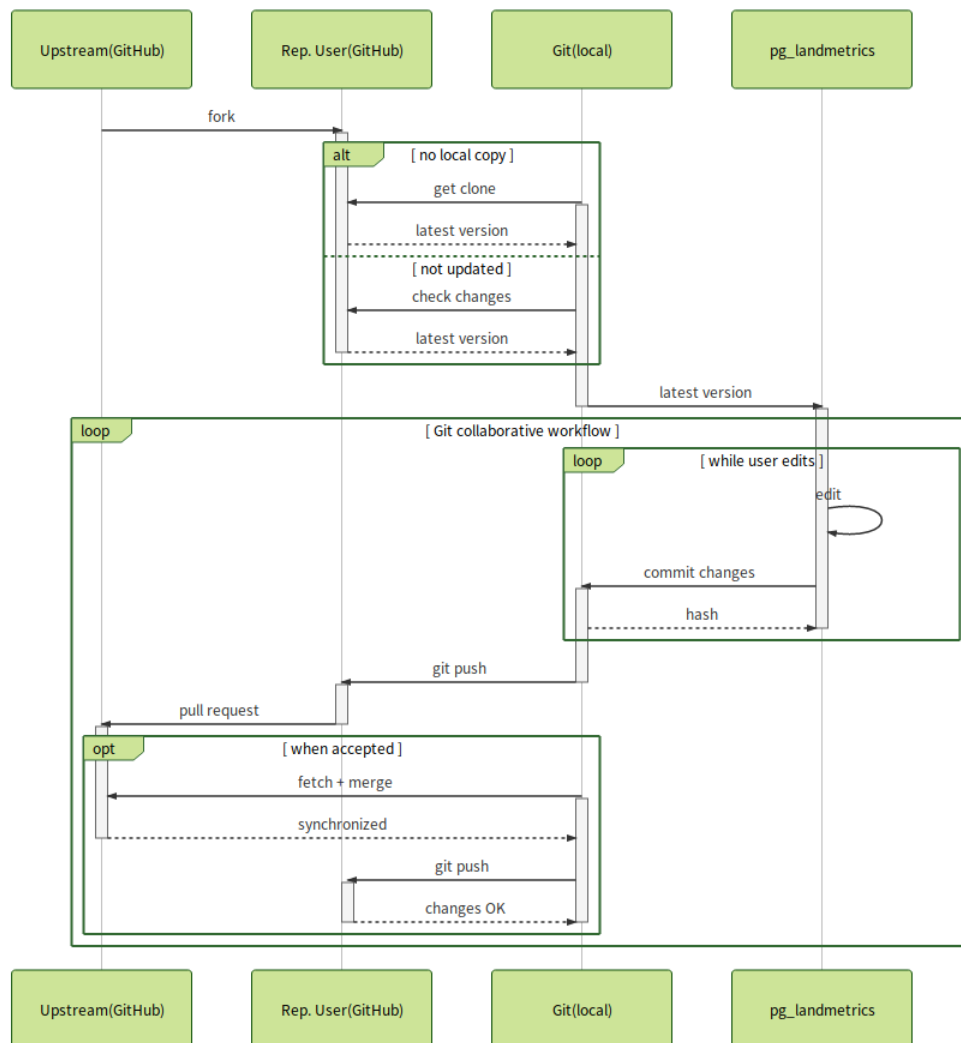 Upstream(GitHub)
Rep. User(GitHub)
Git(local)
pg_landmetrics
fork
alt
[ no local copy ]
get clone
latest version
[ not updated ]
check changes
latest version
latest version
loop
[ Git collaborative workflow ]
loop
[ while user edits ]
edit
commit changes
hash
git push
pull request
opt
[ when accepted ]
fetch + merge
synchronized
git push
changes OK
Upstream(GitHub)
Rep. User(GitHub)
Git(local)
pg_landmetrics